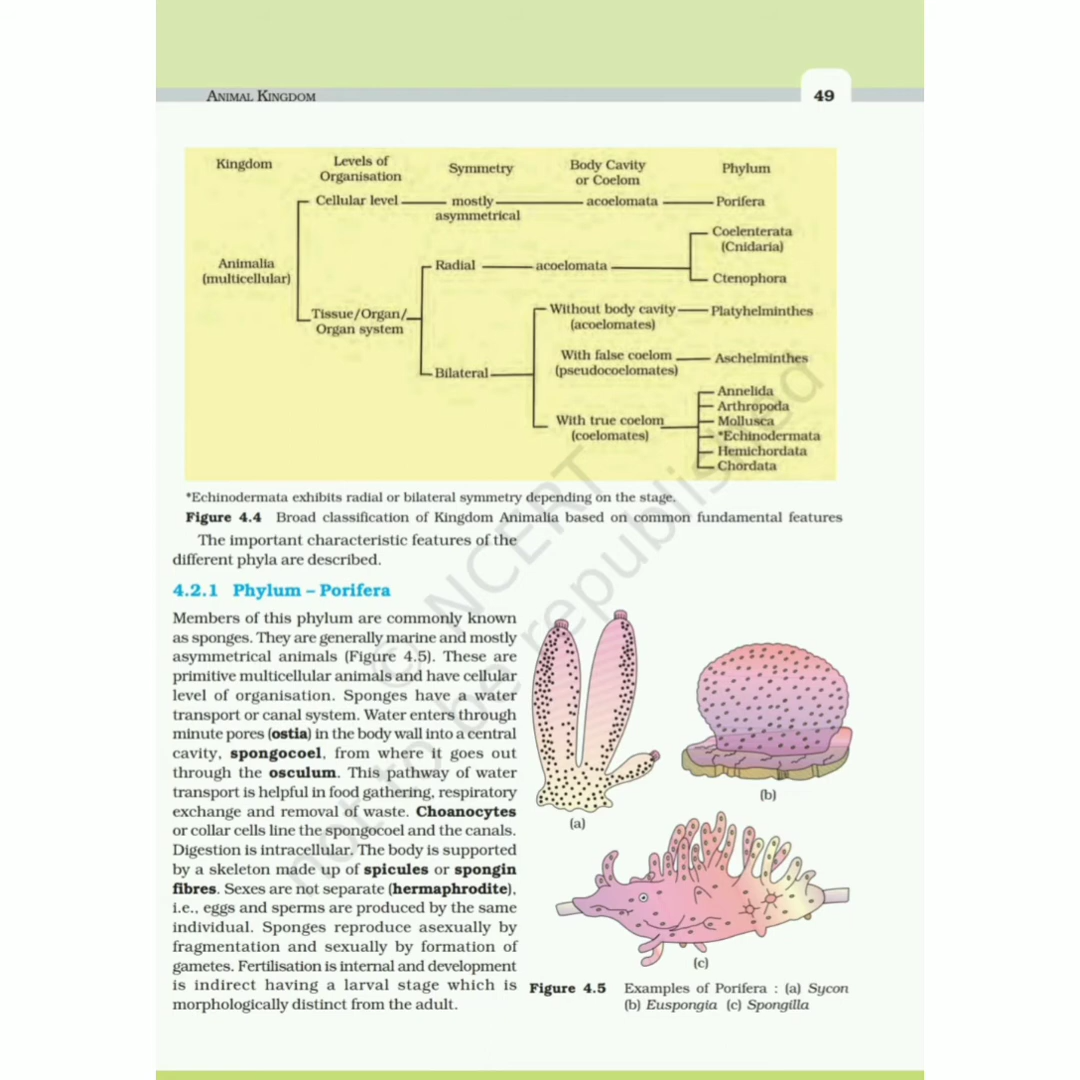 ANIMAL KINGDOM
49
Kingdom
Levels of
Organisation
Symmetry
Body Cavity
or Coelom
Phylum
Cellular level
mostly
asymmetrical
acoelomata
Porifera
Animalia
(multicellular)
Radial
acoelomata
Coelenterata
(Cnidaria)
Ctenophora
Tissue/Organ/
Organ system
Bilateral
Without body cavity
(acoelomates)
Platyhelminthes
With false coelom
(pseudocoelomates)
Aschelminthes
With true coelom
(coelomates)
Annelida
Arthropoda
Mollusca
*Echinodermata
Hemichordata
Chordata
*Echinodermata exhibits radial or bilateral symmetry depending on the stage.
Figure 4.4 Broad classification of Kingdom Animalia based on common fundamental features
The important characteristic features of the
different phyla are described.
4.2.1 Phylum – Porifera
Members of this phylum are commonly known
as sponges. They are generally marine and mostly
asymmetrical animals (Figure 4.5). These are
primitive multicellular animals and have cellular
level of organisation. Sponges have a water
transport or canal system. Water enters through
minute pores (ostia) in the body wall into a central
cavity, spongocoel, from where it goes out
through the osculum. This pathway of water
transport is helpful in food gathering, respiratory
exchange and removal of waste. Choanocytes
or collar cells line the spongocoel and the canals.
Digestion is intracellular. The body is supported
by a skeleton made up of spicules or spongin
fibres. Sexes are not separate (hermaphrodite),
i.e., eggs and sperms are produced by the same
individual. Sponges reproduce asexually by
fragmentation and sexually by formation of
gametes. Fertilisation is internal and development
is indirect having a larval stage which is
morphologically distinct from the adult.
(a)
(b)
(c)
Figure 4.5 Examples of Porifera : (a) Sycon
(b) Euspongia (c) Spongilla
© NCERT
not to be republished